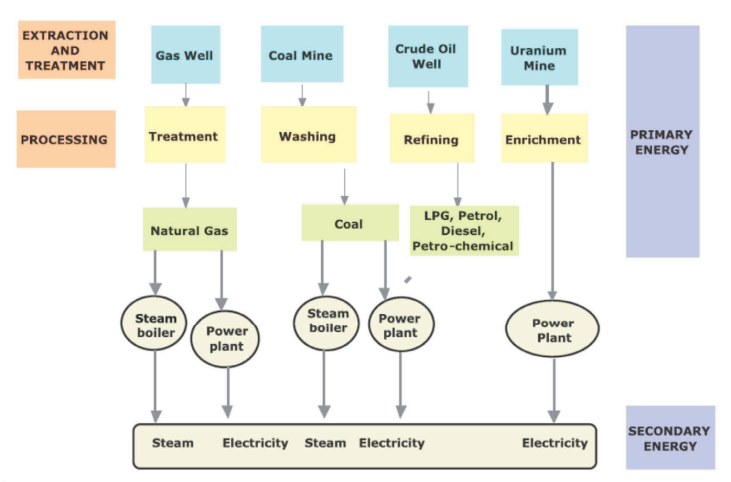 EXTRACTION
AND
TREATMENT
Gas Well
Coal Mine
Crude Oil
Well
Uranium
Mine
PROCESSING
Treatment
Washing
Refining
Enrichment
PRIMARY
ENERGY
Natural Gas
Coal
LPG, Petrol,
Diesel,
Petro-chemical
Steam
boiler
Power
plant
Steam
boiler
Power
plant
Power
Plant
Steam
Electricity
Steam
Electricity
Electricity
SECONDARY
ENERGY